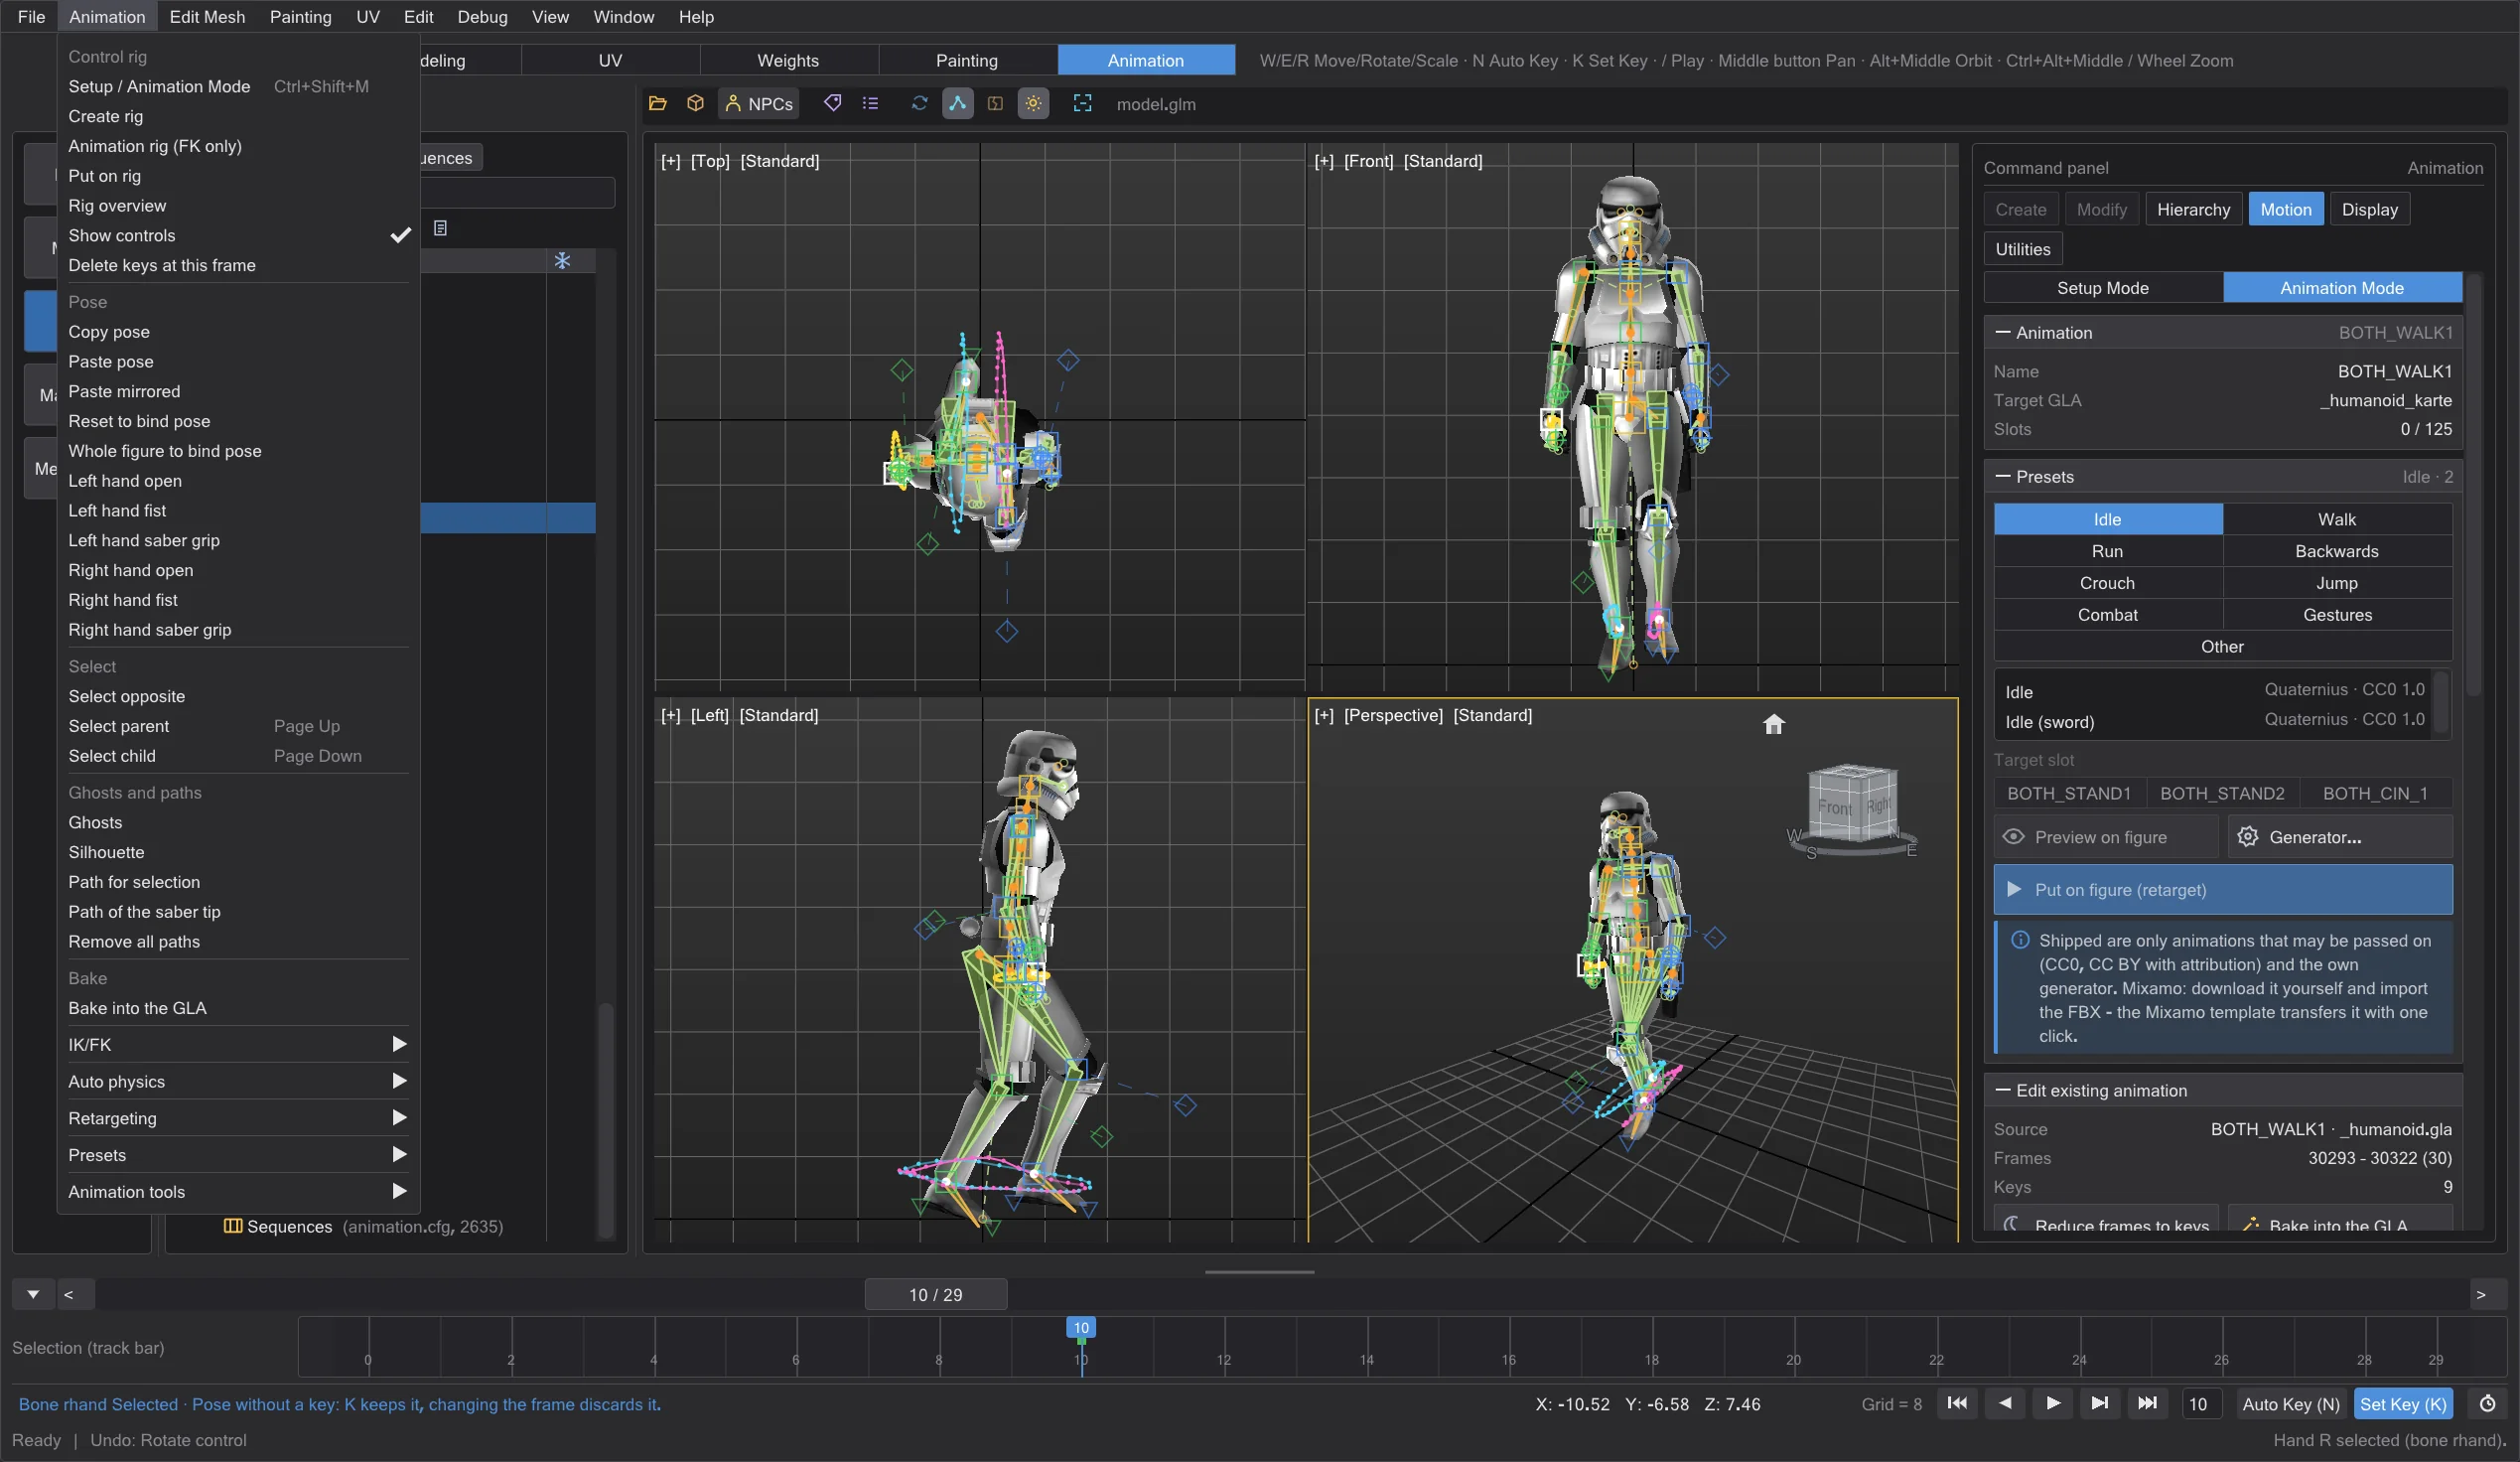 File Animation Edit Mesh Painting UV Edit Debug View Window Help
deling UV Weights Painting Animation W/E/R Move/Rotate/Scale · N Auto Key · K Set Key · / Play · Middle button Pan · Alt+Middle Orbit · Ctrl+Alt+Middle / Wheel Zoom
NPCs model.glm
Control rig
Setup / Animation Mode Ctrl+Shift+M
Create rig
Animation rig (FK only)
Put on rig
Rig overview
Show controls
Delete keys at this frame
Pose
Copy pose
Paste pose
Paste mirrored
Reset to bind pose
Whole figure to bind pose
Left hand open
Left hand fist
Left hand saber grip
Right hand open
Right hand fist
Right hand saber grip
Select
Select opposite
Select parent Page Up
Select child Page Down
Ghosts and paths
Ghosts
Silhouette
Path for selection
Path of the saber tip
Remove all paths
Bake
Bake into the GLA
IK/FK
Auto physics
Retargeting
Presets
Animation tools
Ma
Me
uences
Sequences (animation.cfg, 2635)
[+] [Top] [Standard]
[+] [Front] [Standard]
[+] [Left] [Standard]
[+] [Perspective] [Standard]
Front Right
W S N E
Command panel Animation
Create Modify Hierarchy Motion Display
Utilities
Setup Mode Animation Mode
Animation BOTH_WALK1
Name BOTH_WALK1
Target GLA _humanoid_karte
Slots 0 / 125
Presets Idle · 2
Idle Walk
Run Backwards
Crouch Jump
Combat Gestures
Other
Idle Quaternius · CC0 1.0
Idle (sword) Quaternius · CC0 1.0
Target slot
BOTH_STAND1 BOTH_STAND2 BOTH_CIN_1
Preview on figure Generator...
Put on figure (retarget)
Shipped are only animations that may be passed on
(CC0, CC BY with attribution) and the own
generator. Mixamo: download it yourself and import
the FBX - the Mixamo template transfers it with one
click.
Edit existing animation
Source BOTH_WALK1 · _humanoid.gla
Frames 30293 - 30322 (30)
Keys 9
Reduce frames to keys Bake into the GLA
< 10 / 29 >
10
Selection (track bar) 0 2 4 6 8 10 12 14 16 18 20 22 24 26 28 29
Bone rhand Selected · Pose without a key: K keeps it, changing the frame discards it. X: -10.52 Y: -6.58 Z: 7.46 Grid = 8 10 Auto Key (N) Set Key (K)
Ready | Undo: Rotate control Hand R selected (bone rhand).